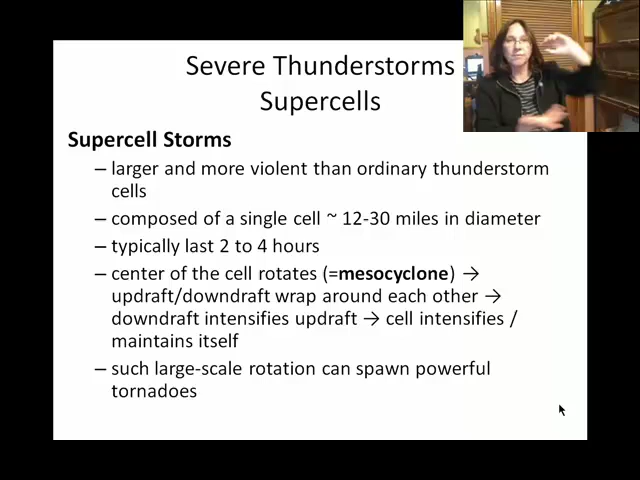 Severe Thunderstorms
Supercells
Supercell Storms
– larger and more violent than ordinary thunderstorm
cells
– composed of a single cell ~ 12-30 miles in diameter
– typically last 2 to 4 hours
– center of the cell rotates (=mesocyclone) →
updraft/downdraft wrap around each other →
downdraft intensifies updraft → cell intensifies /
maintains itself
– such large-scale rotation can spawn powerful
tornadoes